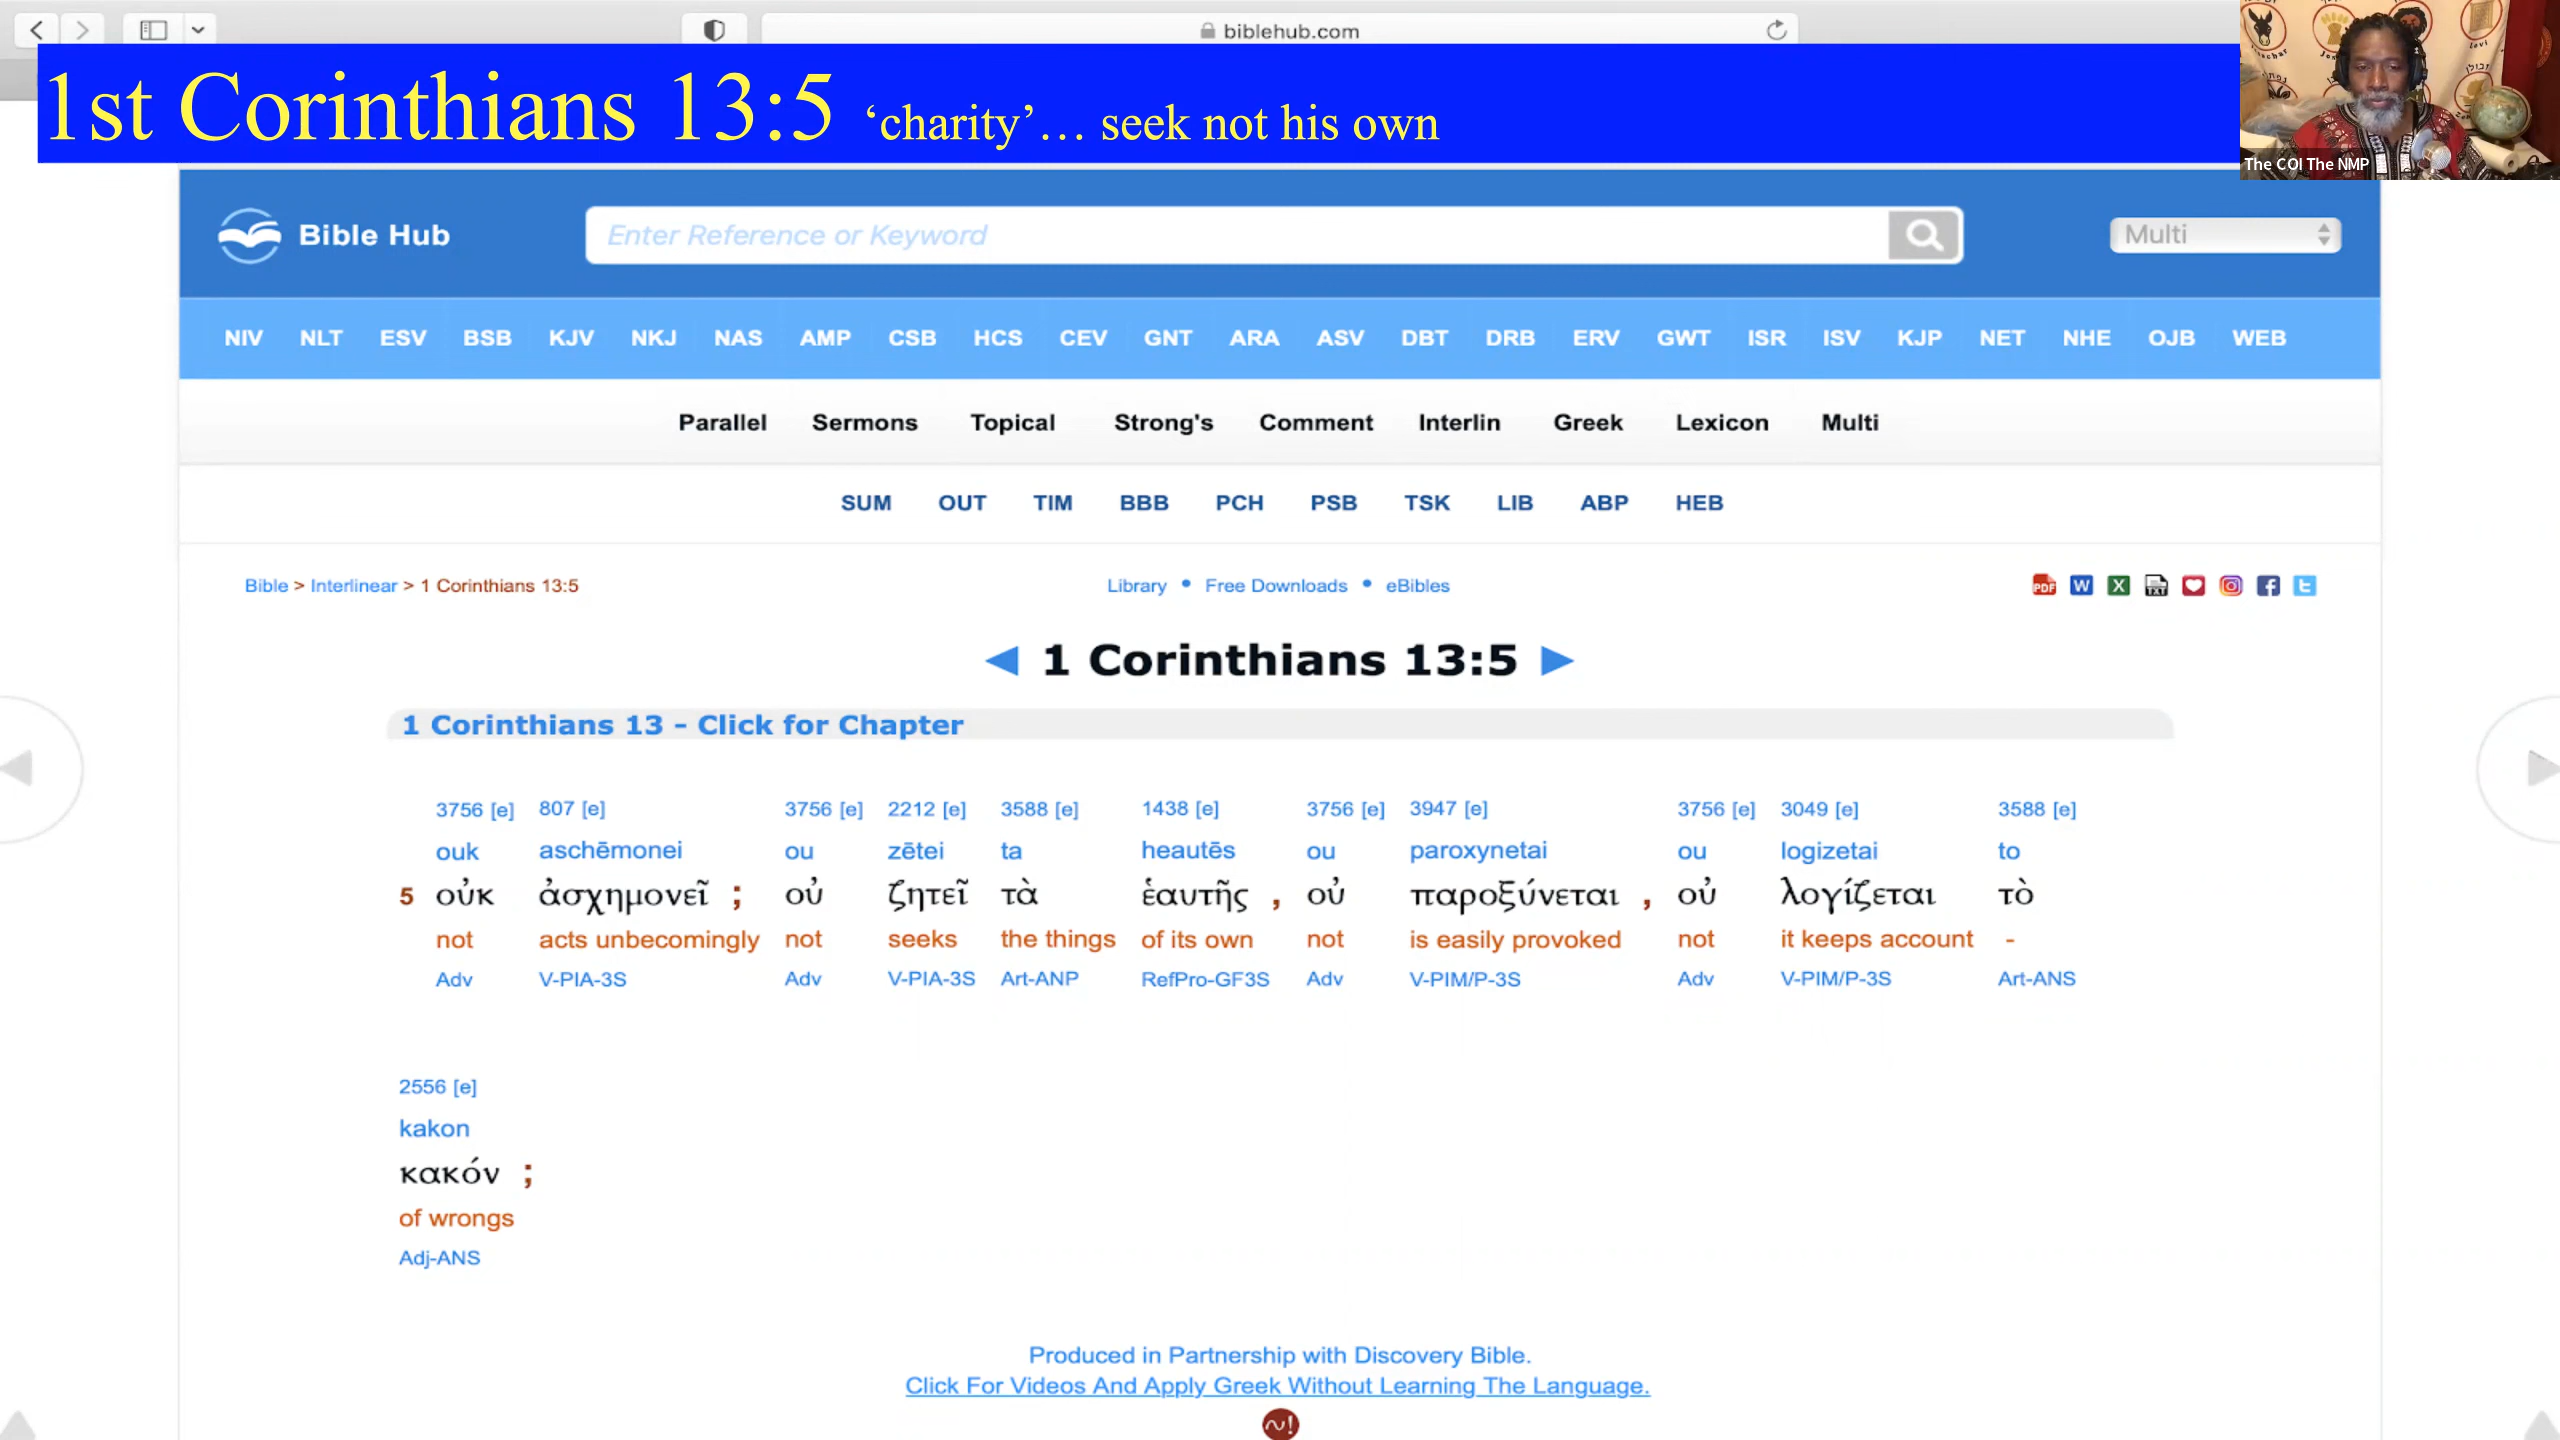 biblehub.com
1st Corinthians 13:5 ‘charity’… seek not his own
The COI The NMP
Bible Hub
Enter Reference or Keyword
Multi
NIV NLT ESV BSB KJV NKJ NAS AMP CSB HCS CEV GNT ARA ASV DBT DRB ERV GWT ISR ISV KJP NET NHE OJB WEB
Parallel Sermons Topical Strong's Comment Interlin Greek Lexicon Multi
SUM OUT TIM BBB PCH PSB TSK LIB ABP HEB
Bible > Interlinear > 1 Corinthians 13:5
Library • Free Downloads • eBibles
◄ 1 Corinthians 13:5 ►
1 Corinthians 13 - Click for Chapter
3756 [e] 807 [e] 3756 [e] 2212 [e] 3588 [e] 1438 [e] 3756 [e] 3947 [e] 3756 [e] 3049 [e] 3588 [e]
ouk aschēmonei ou zētei ta heautēs ou paroxynetai ou logizetai to
5 οὐκ ἀσχημονεῖ ; οὐ ζητεῖ τὰ ἑαυτῆς , οὐ παροξύνεται , οὐ λογίζεται τὸ
not acts unbecomingly not seeks the things of its own not is easily provoked not it keeps account -
Adv V-PIA-3S Adv V-PIA-3S Art-ANP RefPro-GF3S Adv V-PIM/P-3S Adv V-PIM/P-3S Art-ANS
2556 [e]
kakon
κακόν ;
of wrongs
Adj-ANS
Produced in Partnership with Discovery Bible.
Click For Videos And Apply Greek Without Learning The Language.